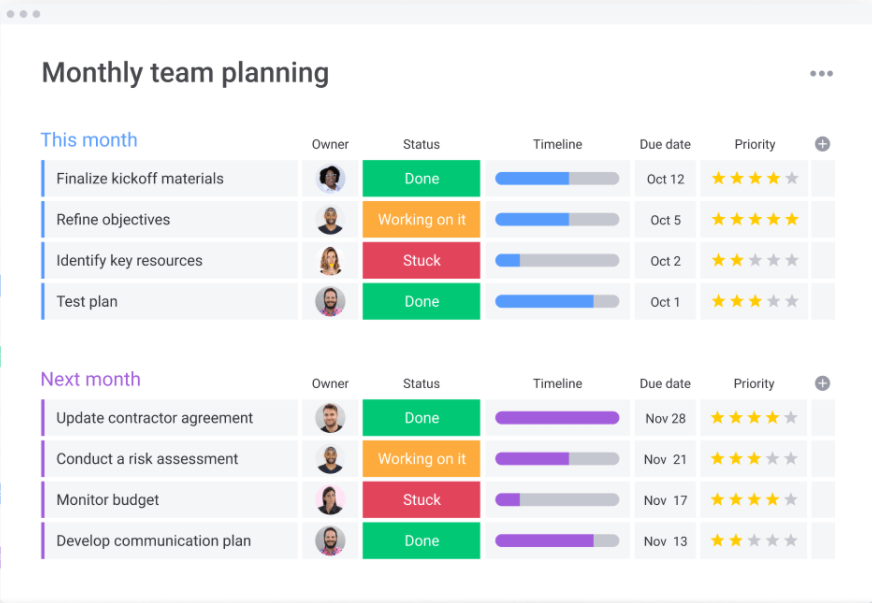 Monthly team planning
This month Owner Status Timeline Due date Priority
Finalize kickoff materials Done Oct 12
Refine objectives Working on it Oct 5
Identify key resources Stuck Oct 2
Test plan Done Oct 1
Next month Owner Status Timeline Due date Priority
Update contractor agreement Done Nov 28
Conduct a risk assessment Working on it Nov 21
Monitor budget Stuck Nov 17
Develop communication plan Done Nov 13